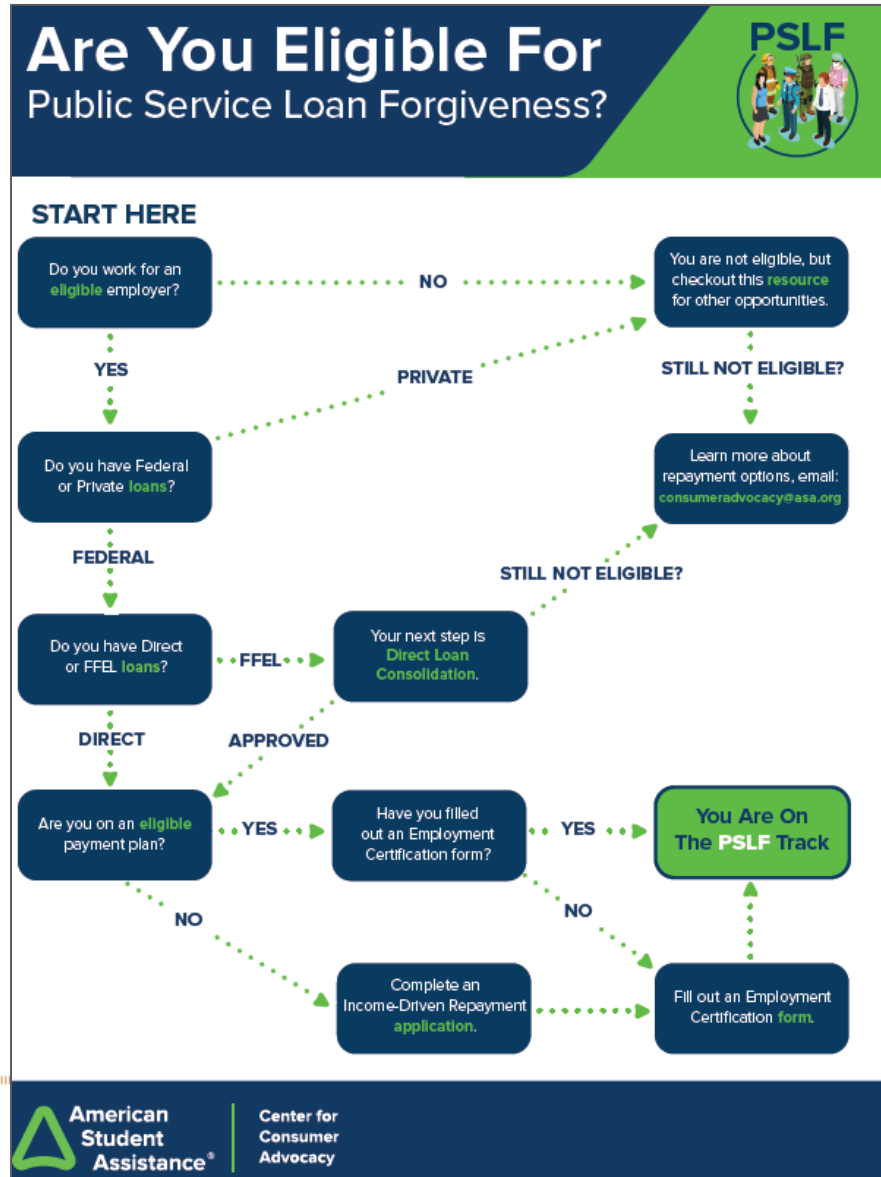 Are You Eligible For
Public Service Loan Forgiveness?
PSLF
START HERE
Do you work for an
eligible employer?
NO
You are not eligible, but
checkout this resource
for other opportunities.
YES
PRIVATE
STILL NOT ELIGIBLE?
Do you have Federal
or Private loans?
Learn more about
repayment options, email:
consumeradvocacy@asa.org
FEDERAL
STILL NOT ELIGIBLE?
Do you have Direct
or FFEL loans?
FFEL
Your next step is
Direct Loan
Consolidation.
DIRECT
APPROVED
Are you on an eligible
payment plan?
YES
Have you filled
out an Employment
Certification form?
YES
You Are On
The PSLF Track
NO
NO
Complete an
Income-Driven Repayment
application.
Fill out an Employment
Certification form.
American
Student
Assistance®
Center for
Consumer
Advocacy